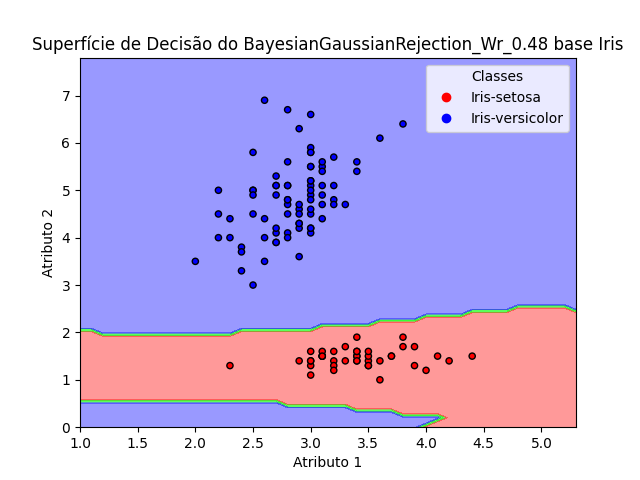 Superfície de Decisão do BayesianGaussianRejection_Wr_0.48 base Iris
Classes
Iris-setosa
Iris-versicolor
Atributo 2
7
6
5
4
3
2
1
0
1.0 1.5 2.0 2.5 3.0 3.5 4.0 4.5 5.0
Atributo 1